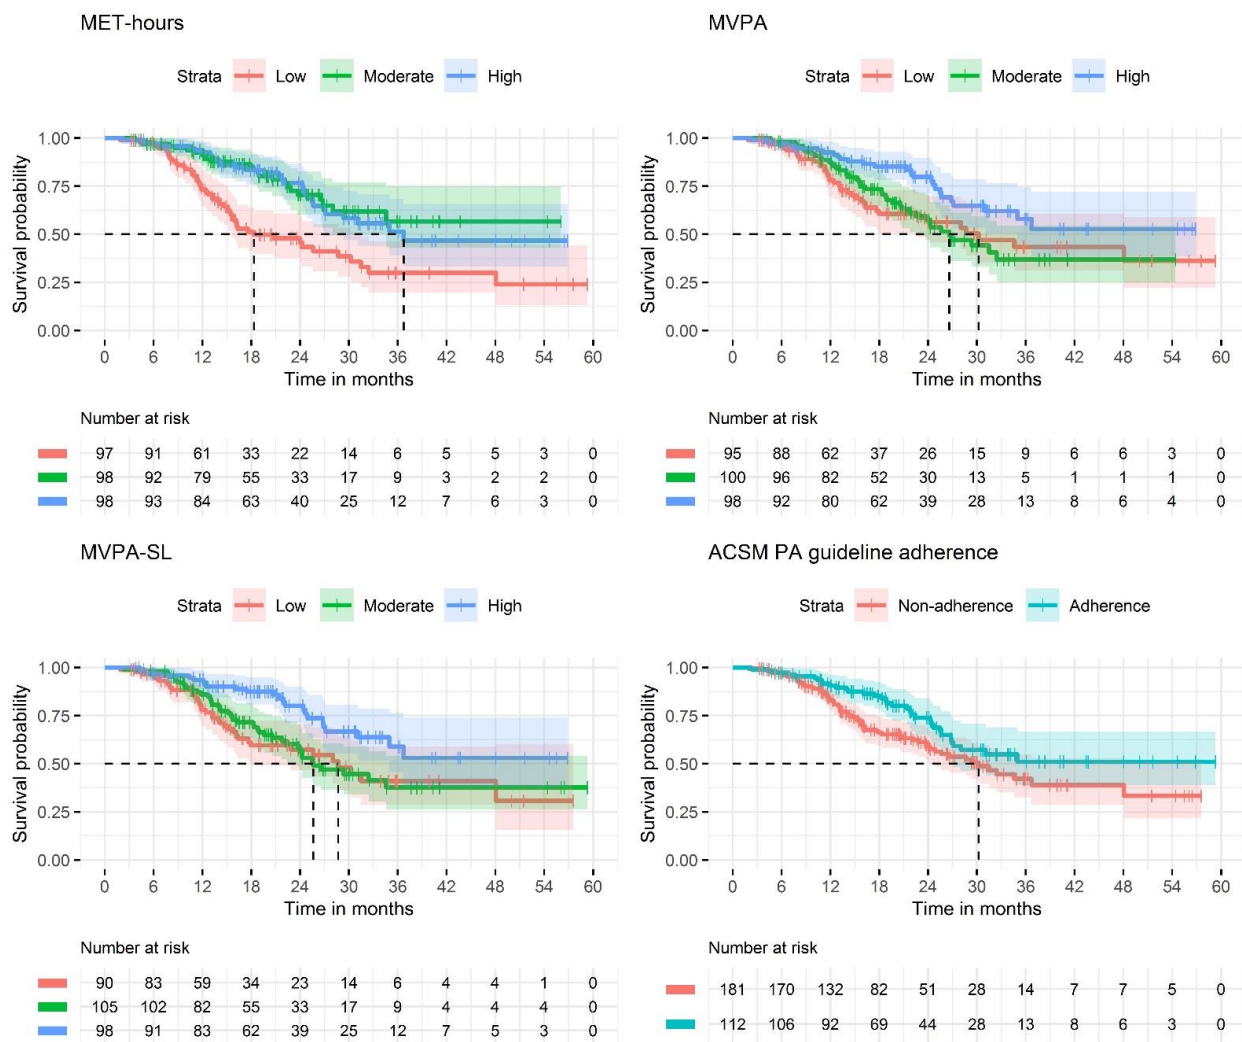 MET-hours
Strata Low Moderate High
Survival probability
1.00
0.75
0.50
0.25
0.00
0 6 12 18 24 30 36 42 48 54 60
Time in months
Number at risk
97 91 61 33 22 14 6 5 5 3 0
98 92 79 55 33 17 9 3 2 2 0
98 93 84 63 40 25 12 7 6 3 0
MVPA
Strata Low Moderate High
Survival probability
1.00
0.75
0.50
0.25
0.00
0 6 12 18 24 30 36 42 48 54 60
Time in months
Number at risk
95 88 62 37 26 15 9 6 6 3 0
100 96 82 52 30 13 5 1 1 1 0
98 92 80 62 39 28 13 8 6 4 0
MVPA-SL
Strata Low Moderate High
Survival probability
1.00
0.75
0.50
0.25
0.00
0 6 12 18 24 30 36 42 48 54 60
Time in months
Number at risk
90 83 59 34 23 14 6 4 4 1 0
105 102 82 55 33 17 9 4 4 4 0
98 91 83 62 39 25 12 7 5 3 0
ACSM PA guideline adherence
Strata Non-adherence Adherence
Survival probability
1.00
0.75
0.50
0.25
0.00
0 6 12 18 24 30 36 42 48 54 60
Time in months
Number at risk
181 170 132 82 51 28 14 7 7 5 0
112 106 92 69 44 28 13 8 6 3 0